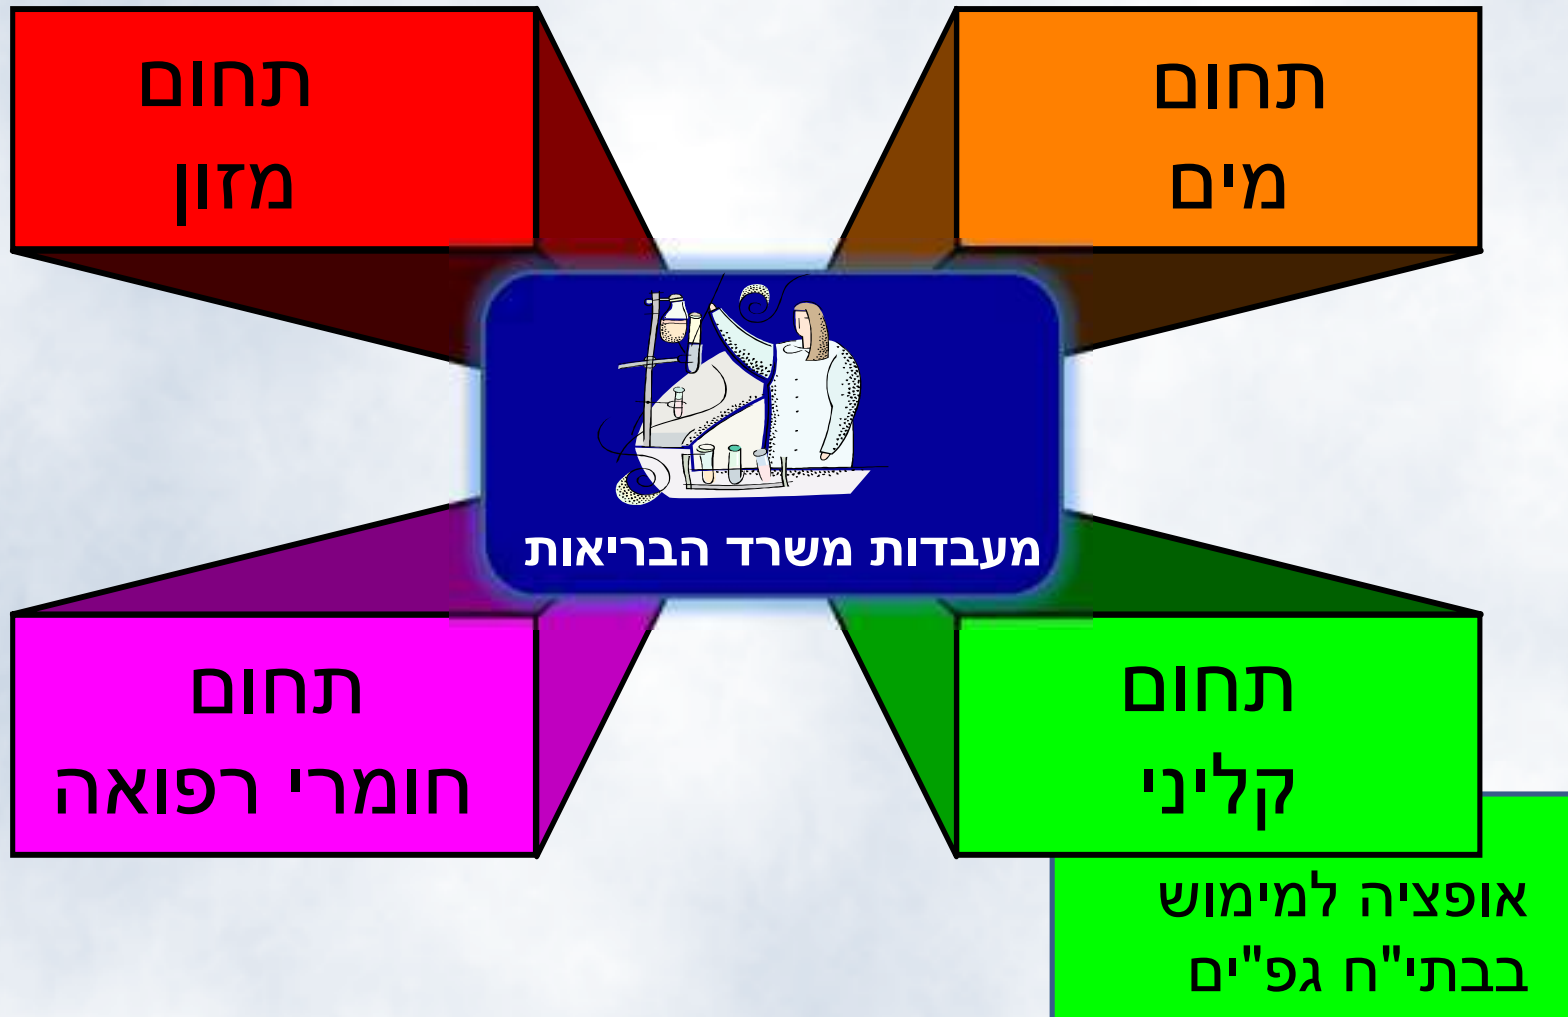 תחום
מים
תחום
מזון
מעבדות משרד הבריאות
תחום
קליני
תחום
חומרי רפואה
אופציה למימוש
בבתי"ח גפ"ים